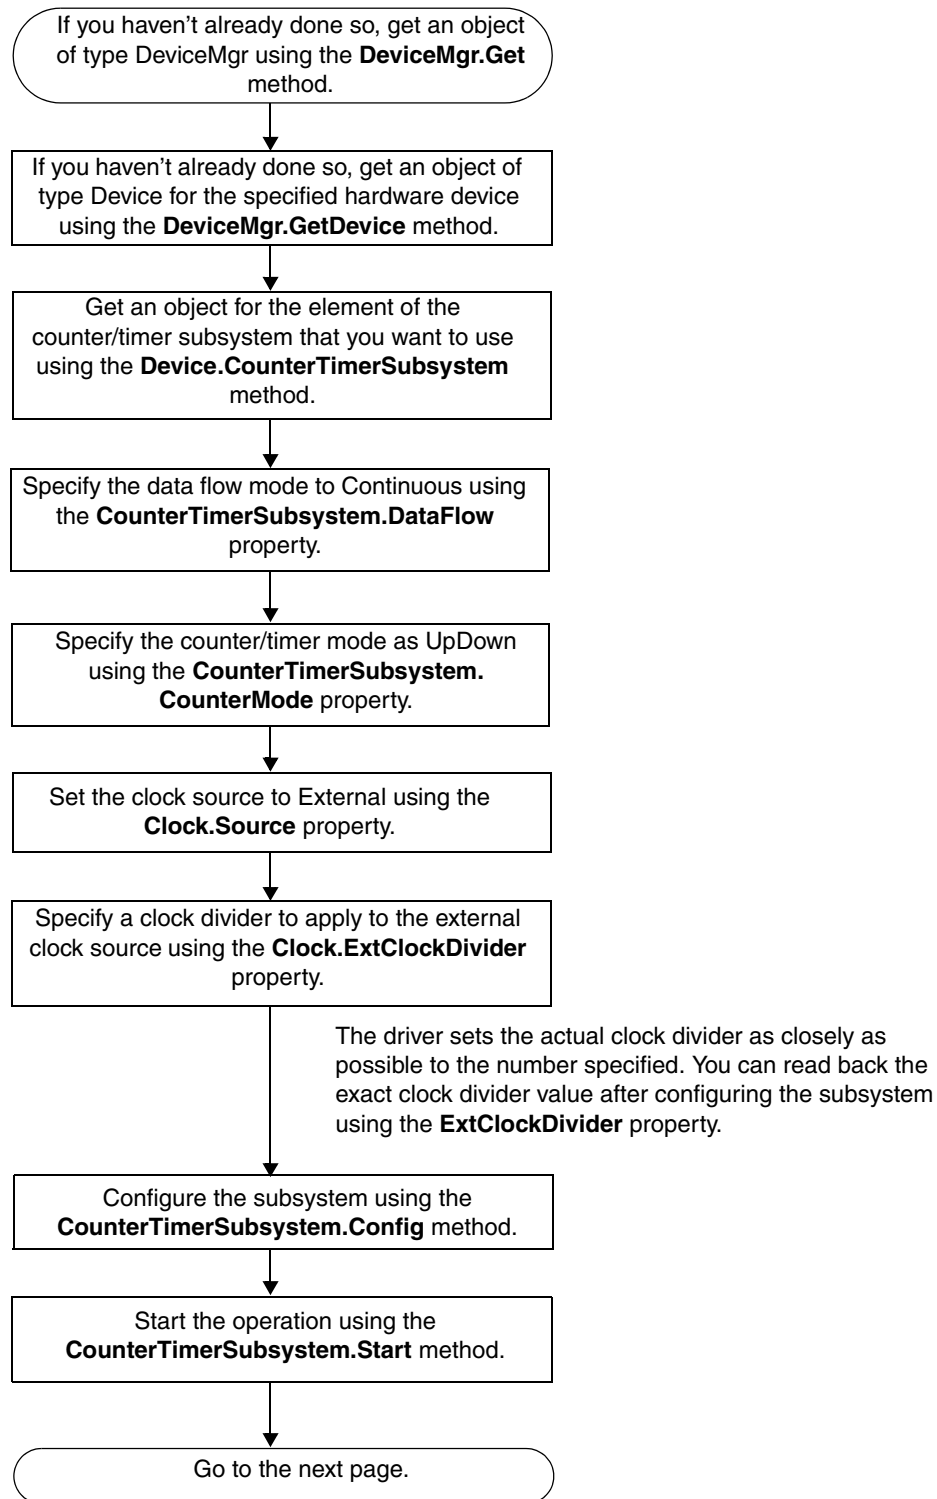 If you haven't already done so, get an object
of type DeviceMgr using the DeviceMgr.Get
method.
If you haven't already done so, get an object of
type Device for the specified hardware device
using the DeviceMgr.GetDevice method.
Get an object for the element of the
counter/timer subsystem that you want to use
using the Device.CounterTimerSubsystem
method.
Specify the data flow mode to Continuous using
the CounterTimerSubsystem.DataFlow
property.
Specify the counter/timer mode as UpDown
using the CounterTimerSubsystem.
CounterMode property.
Set the clock source to External using the
Clock.Source property.
Specify a clock divider to apply to the external
clock source using the Clock.ExtClockDivider
property.
The driver sets the actual clock divider as closely as
possible to the number specified. You can read back the
exact clock divider value after configuring the subsystem
using the ExtClockDivider property.
Configure the subsystem using the
CounterTimerSubsystem.Config method.
Start the operation using the
CounterTimerSubsystem.Start method.
Go to the next page.